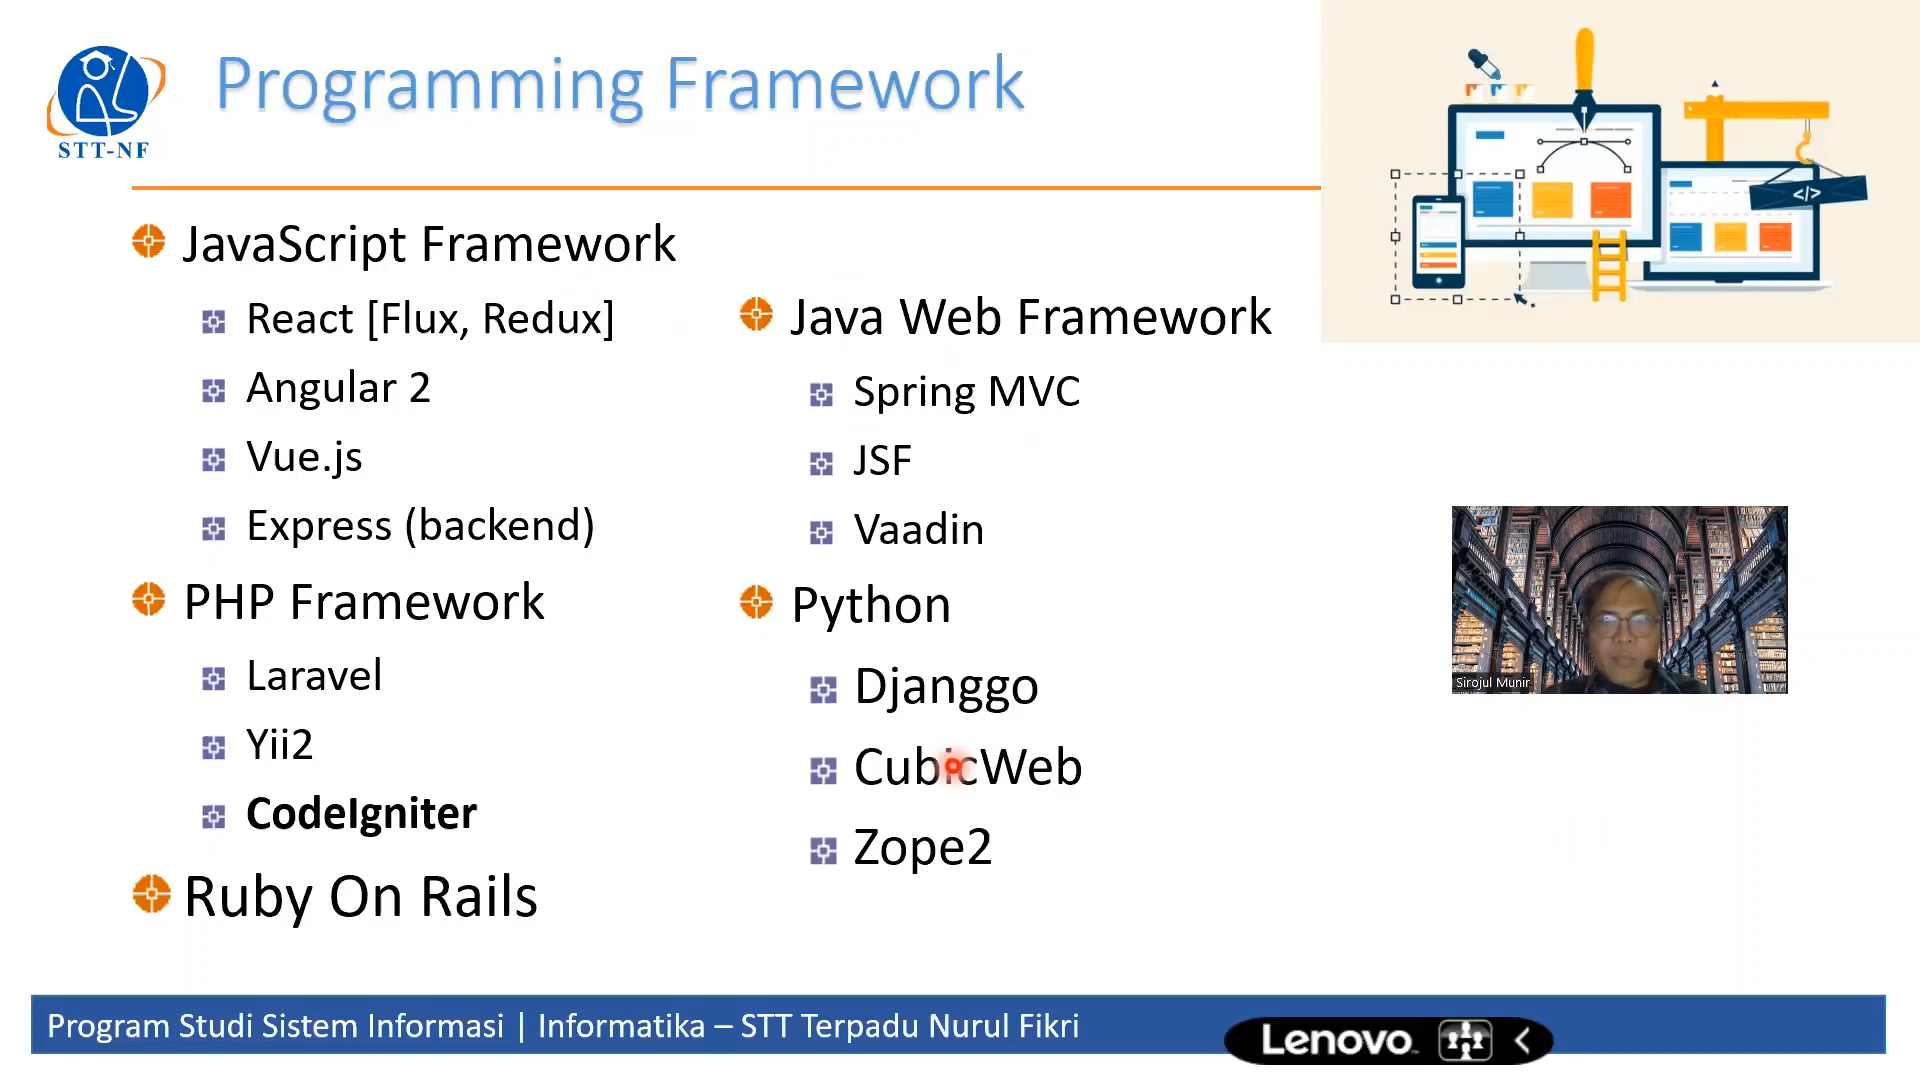 Programming Framework
STT-NF
</>
JavaScript Framework
React [Flux, Redux]
Angular 2
Vue.js
Express (backend)
PHP Framework
Laravel
Yii2
CodeIgniter
Ruby On Rails
Java Web Framework
Spring MVC
JSF
Vaadin
Python
Djanggo
CubicWeb
Zope2
Sirojul Munir
Program Studi Sistem Informasi | Informatika – STT Terpadu Nurul Fikri
Lenovo